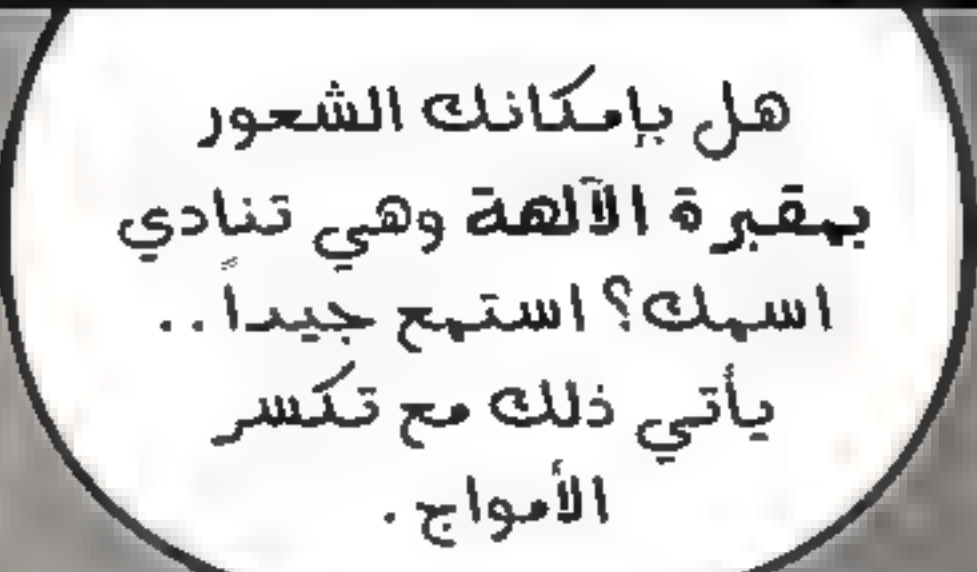 هل بإمكانك الشعور
بمقبرة الآلهة وهي تنادي
اسمك؟ استمع جيداً..
يأتي ذلك مع تكسر
الأمواج.